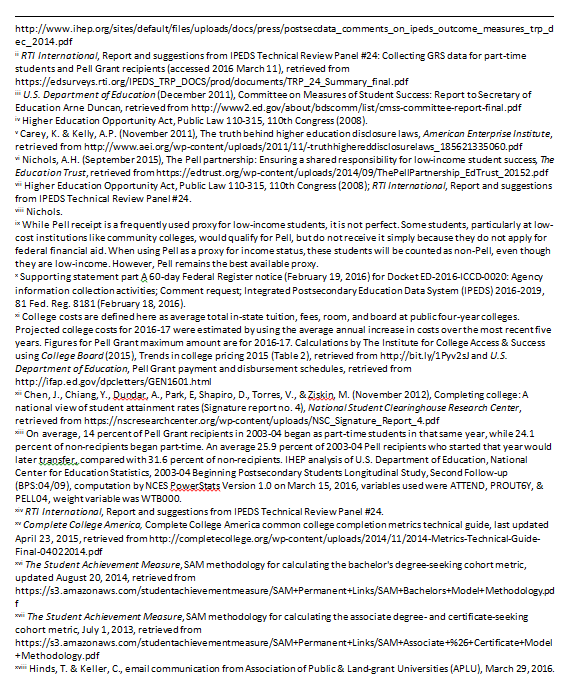 http://www.ihep.org/sites/default/files/uploads/docs/press/postsecdata_comments_on_ipeds_outcome_measures_trp_d
ec_2014.pdf
ii RTI International, Report and suggestions from IPEDS Technical Review Panel #24: Collecting GRS data for part-time
students and Pell Grant recipients (accessed 2016 March 11), retrieved from
https://edsurveys.rti.org/IPEDS_TRP_DOCS/prod/documents/TRP_24_Summary_final.pdf
iii U.S. Department of Education (December 2011), Committee on Measures of Student Success: Report to Secretary of
Education Arne Duncan, retrieved from http://www2.ed.gov/about/bdscomm/list/cmss-committee-report-final.pdf
iv Higher Education Opportunity Act, Public Law 110-315, 110th Congress (2008).
v Carey, K. & Kelly, A.P. (November 2011), The truth behind higher education disclosure laws, American Enterprise Institute,
retrieved from http://www.aei.org/wp-content/uploads/2011/11/-truthhighereddisclosurelaws_185621335060.pdf
vi Nichols, A.H. (September 2015), The Pell partnership: Ensuring a shared responsibility for low-income student success, The
Education Trust, retrieved from https://edtrust.org/wp-content/uploads/2014/09/ThePellPartnership_EdTrust_20152.pdf
vii Higher Education Opportunity Act, Public Law 110-315, 110th Congress (2008); RTI International, Report and suggestions
from IPEDS Technical Review Panel #24.
viii Nichols.
ix While Pell receipt is a frequently used proxy for low-income students, it is not perfect. Some students, particularly at low-
cost institutions like community colleges, would qualify for Pell, but do not receive it simply because they do not apply for
federal financial aid. When using Pell as a proxy for income status, these students will be counted as non-Pell, even though
they are low-income. However, Pell remains the best available proxy.
x Supporting statement part A 60-day Federal Register notice (February 19, 2016) for Docket ED-2016-ICCD-0020: Agency
information collection activities; Comment request; Integrated Postsecondary Education Data System (IPEDS) 2016-2019,
81 Fed. Reg. 8181 (February 18, 2016).
xi College costs are defined here as average total in-state tuition, fees, room, and board at public four-year colleges.
Projected college costs for 2016-17 were estimated by using the average annual increase in costs over the most recent five
years. Figures for Pell Grant maximum amount are for 2016-17. Calculations by The Institute for College Access & Success
using College Board (2015), Trends in college pricing 2015 (Table 2), retrieved from http://bit.ly/1Pyv2sJ and U.S.
Department of Education, Pell Grant payment and disbursement schedules, retrieved from
http://ifap.ed.gov/dpcletters/GEN1601.html
xii Chen, J., Chiang, Y., Dundar, A., Park, E, Shapiro, D., Torres, V., & Ziskin, M. (November 2012), Completing college: A
national view of student attainment rates (Signature report no. 4), National Student Clearinghouse Research Center,
retrieved from https://nscresearchcenter.org/wp-content/uploads/NSC_Signature_Report_4.pdf
xiii On average, 14 percent of Pell Grant recipients in 2003-04 began as part-time students in that same year, while 24.1
percent of non-recipients began part-time. An average 25.9 percent of 2003-04 Pell recipients who started that year would
later transfer, compared with 31.6 percent of non-recipients. IHEP analysis of U.S. Department of Education, National
Center for Education Statistics, 2003-04 Beginning Postsecondary Students Longitudinal Study, Second Follow-up
(BPS:04/09), computation by NCES PowerStats Version 1.0 on March 15, 2016, variables used were ATTEND, PROUT6Y, &
PELL04, weight variable was WTB000.
xiv RTI International, Report and suggestions from IPEDS Technical Review Panel #24.
xv Complete College America, Complete College America common college completion metrics technical guide, last updated
April 23, 2015, retrieved from http://completecollege.org/wp-content/uploads/2014/11/2014-Metrics-Technical-Guide-
Final-04022014.pdf
xvi The Student Achievement Measure, SAM methodology for calculating the bachelor's degree-seeking cohort metric,
updated August 20, 2014, retrieved from
https://s3.amazonaws.com/studentachievementmeasure/SAM+Permanent+Links/SAM+Bachelors+Model+Methodology.pd
f
xvii The Student Achievement Measure, SAM methodology for calculating the associate degree- and certificate-seeking
cohort metric, July 1, 2013, retrieved from
https://s3.amazonaws.com/studentachievementmeasure/SAM+Permanent+Links/SAM+Associate+%26+Certificate+Model
+Methodology.pdf
xviii Hinds, T. & Keller, C., email communication from Association of Public & Land-grant Universities (APLU), March 29, 2016.